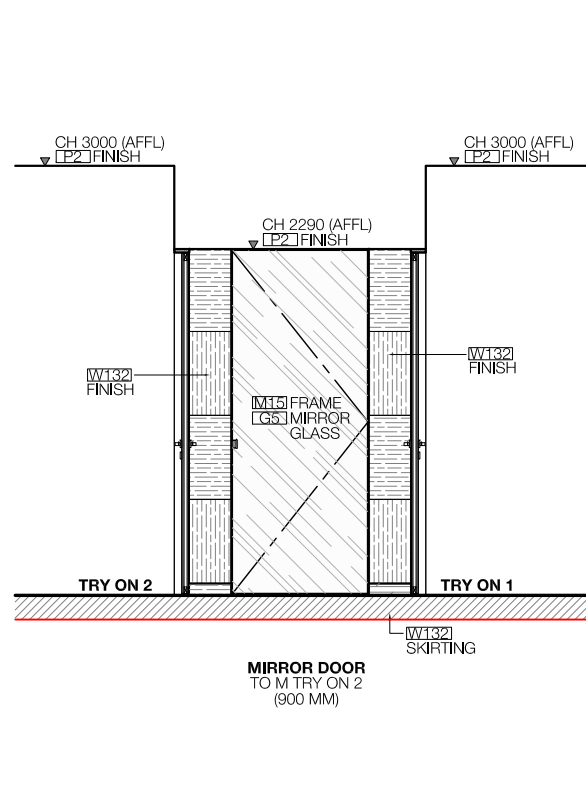 CH 3000 (AFFL)
P2 FINISH
CH 3000 (AFFL)
P2 FINISH
CH 2290 (AFFL)
P2 FINISH
W132
FINISH
W132
FINISH
M15 FRAME
G5 MIRROR
GLASS
TRY ON 2
TRY ON 1
W132
SKIRTING
MIRROR DOOR
TO M TRY ON 2
(900 MM)